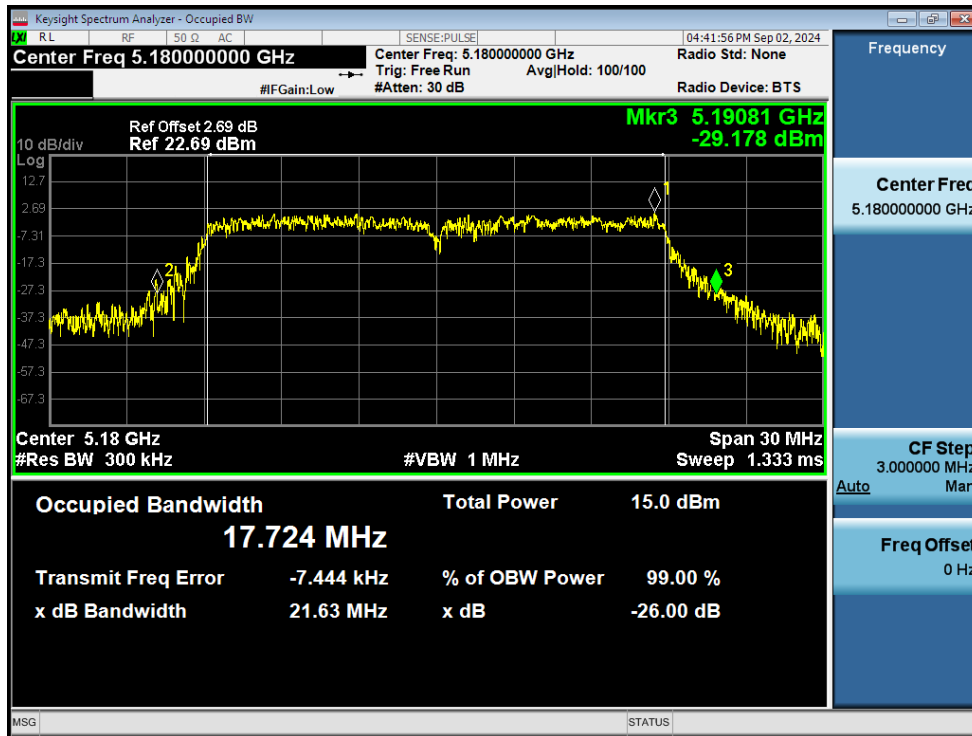 Keysight Spectrum Analyzer - Occupied BW
LXI RL RF 50 Ω AC SENSE:PULSE 04:41:56 PM Sep 02, 2024
Center Freq 5.180000000 GHz
#IFGain:Low
Center Freq: 5.180000000 GHz
Trig: Free Run Avg|Hold: 100/100
#Atten: 30 dB
Radio Std: None
Radio Device: BTS
Frequency
Mkr3 5.19081 GHz
-29.178 dBm
Ref Offset 2.69 dB
10 dB/div Ref 22.69 dBm
Log
12.7
2.69
-7.31
-17.3
-27.3
-37.3
-47.3
-57.3
-67.3
1
2
3
Center 5.18 GHz Span 30 MHz
#Res BW 300 kHz #VBW 1 MHz Sweep 1.333 ms
Center Freq
5.180000000 GHz
CF Step
3.000000 MHz
Auto Man
Freq Offset
0 Hz
Occupied Bandwidth Total Power 15.0 dBm
17.724 MHz
Transmit Freq Error -7.444 kHz % of OBW Power 99.00 %
x dB Bandwidth 21.63 MHz x dB -26.00 dB
MSG STATUS